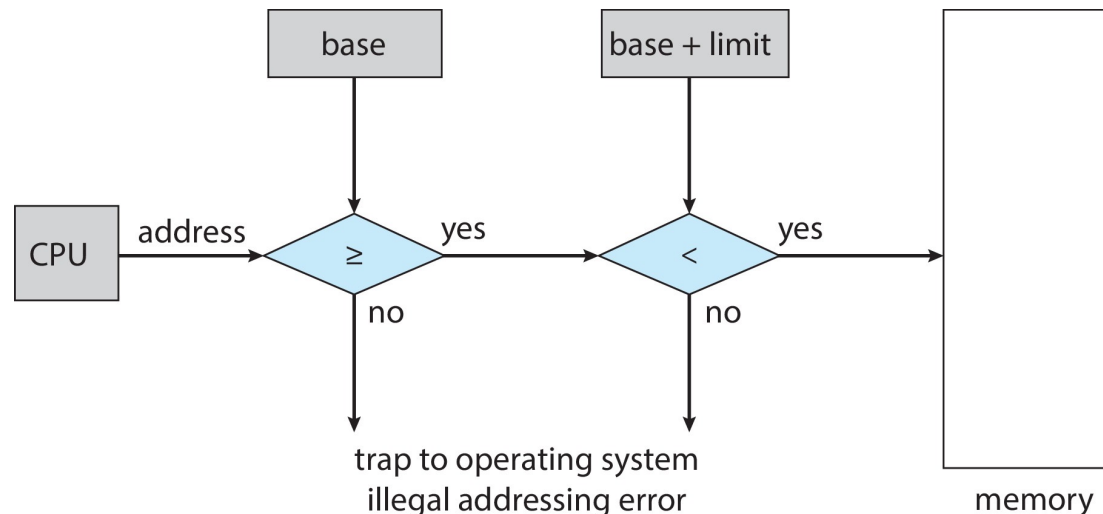 base
base + limit
CPU
address
≥
yes
<
yes
no
no
trap to operating system
illegal addressing error
memory